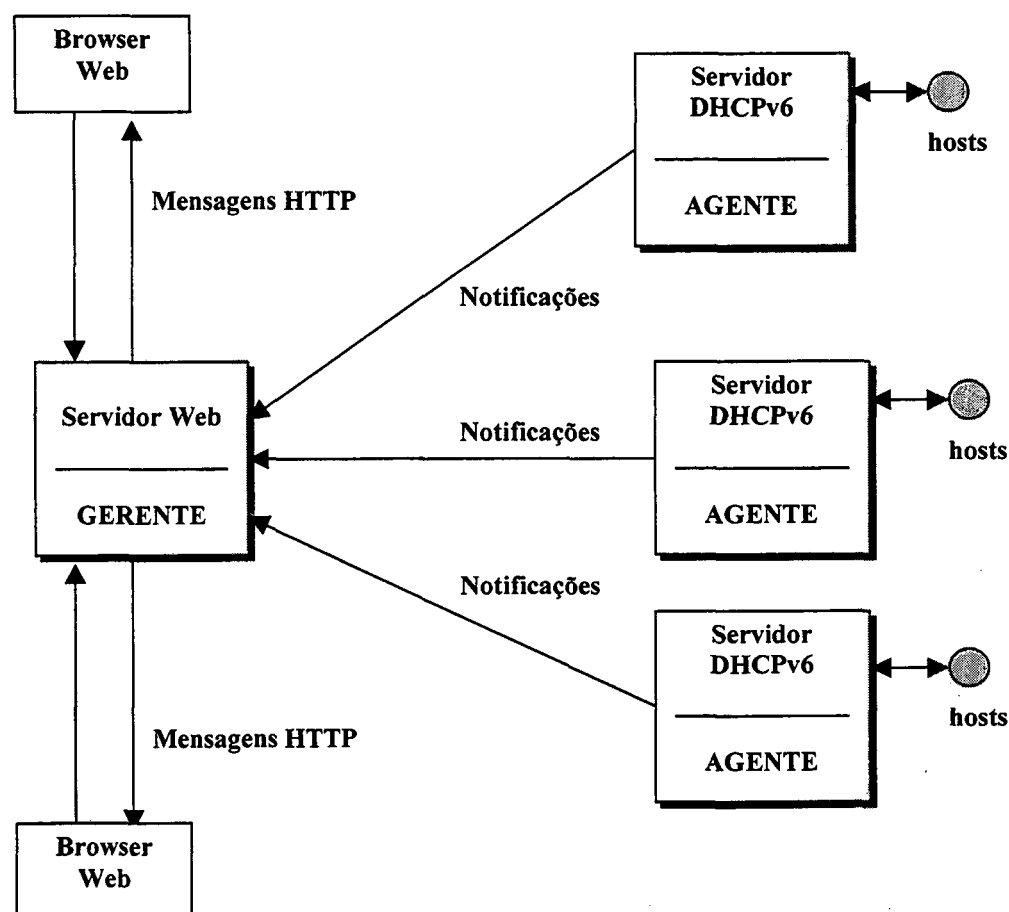 Browser
Web
Mensagens HTTP
Servidor Web
GERENTE
Mensagens HTTP
Browser
Web
Servidor
DHCPv6
AGENTE
hosts
Notificações
Servidor
DHCPv6
AGENTE
hosts
Notificações
Servidor
DHCPv6
AGENTE
hosts
Notificações